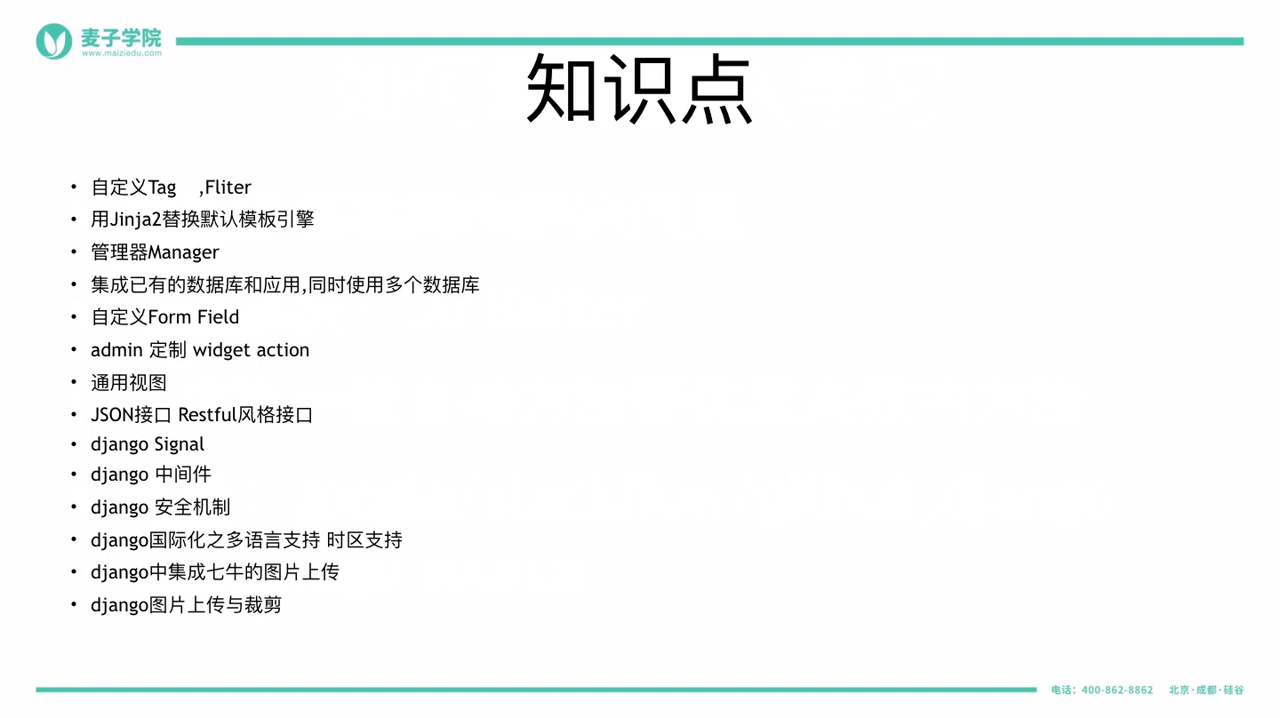 麦子学院
www.maiziedu.com
知识点
• 自定义Tag ,Fliter
• 用Jinja2替换默认模板引擎
• 管理器Manager
• 集成已有的数据库和应用,同时使用多个数据库
• 自定义Form Field
• admin 定制 widget action
• 通用视图
• JSON接口 Restful风格接口
• django Signal
• django 中间件
• django 安全机制
• django国际化之多语言支持 时区支持
• django中集成七牛的图片上传
• django图片上传与裁剪
电话：400-862-8862 北京·成都·硅谷